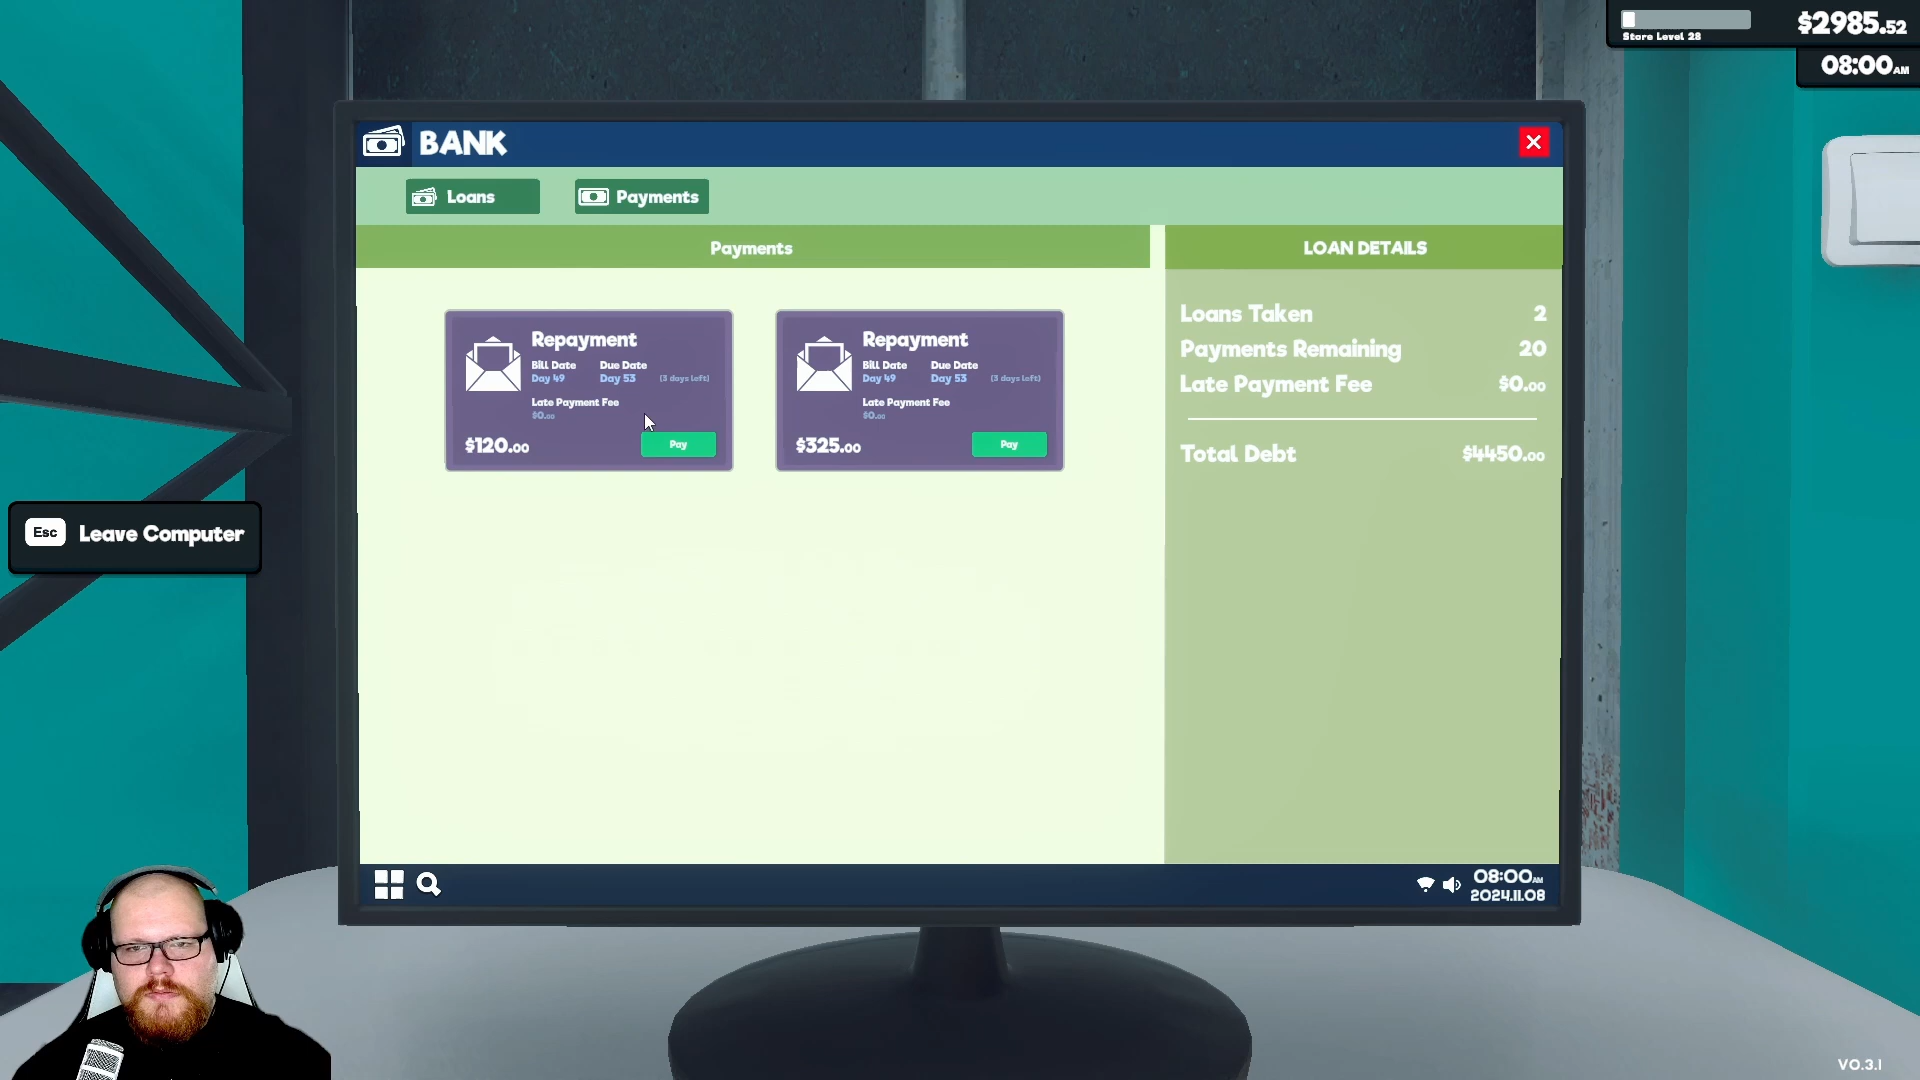 $2985.52
Store Level 28
08:00AM
BANK
Loans
Payments
Payments
LOAN DETAILS
Repayment
Bill Date Due Date
Day 49 Day 53 (3 days left)
Late Payment Fee
$0.00
$120.00
Pay
Repayment
Bill Date Due Date
Day 49 Day 53 (3 days left)
Late Payment Fee
$0.00
$325.00
Pay
Loans Taken 2
Payments Remaining 20
Late Payment Fee $0.00
Total Debt $4450.00
Esc Leave Computer
08:00AM
2024.11.08
V0.3.1